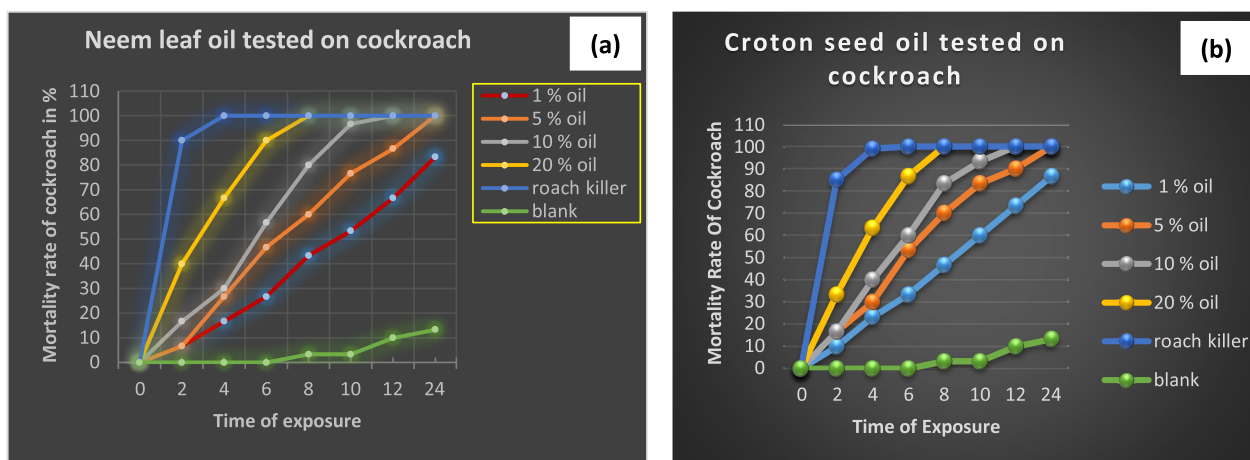 Neem leaf oil tested on cockroach
(a)
Mortality rate of cockroach in %
110
100
90
80
70
60
50
40
30
20
10
0
0 2 4 6 8 10 12 24
Time of exposure
1 % oil
5 % oil
10 % oil
20 % oil
roach killer
blank
Croton seed oil tested on
cockroach
(b)
Mortality Rate Of Cockroach
110
100
90
80
70
60
50
40
30
20
10
0
0 2 4 6 8 10 12 24
Time of Exposure
1 % oil
5 % oil
10 % oil
20 % oil
roach killer
blank